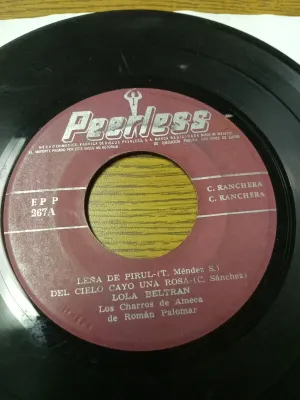 Peerless
C. RANCHERA
C. RANCHERA
EPP
267A
LEÑA DE PIRUL-(T. Méndez S.)
DEL CIELO CAYO UNA ROSA-(C. Sánchez)
LOLA BELTRAN
Los Charros de Ameca
de Román Palomar